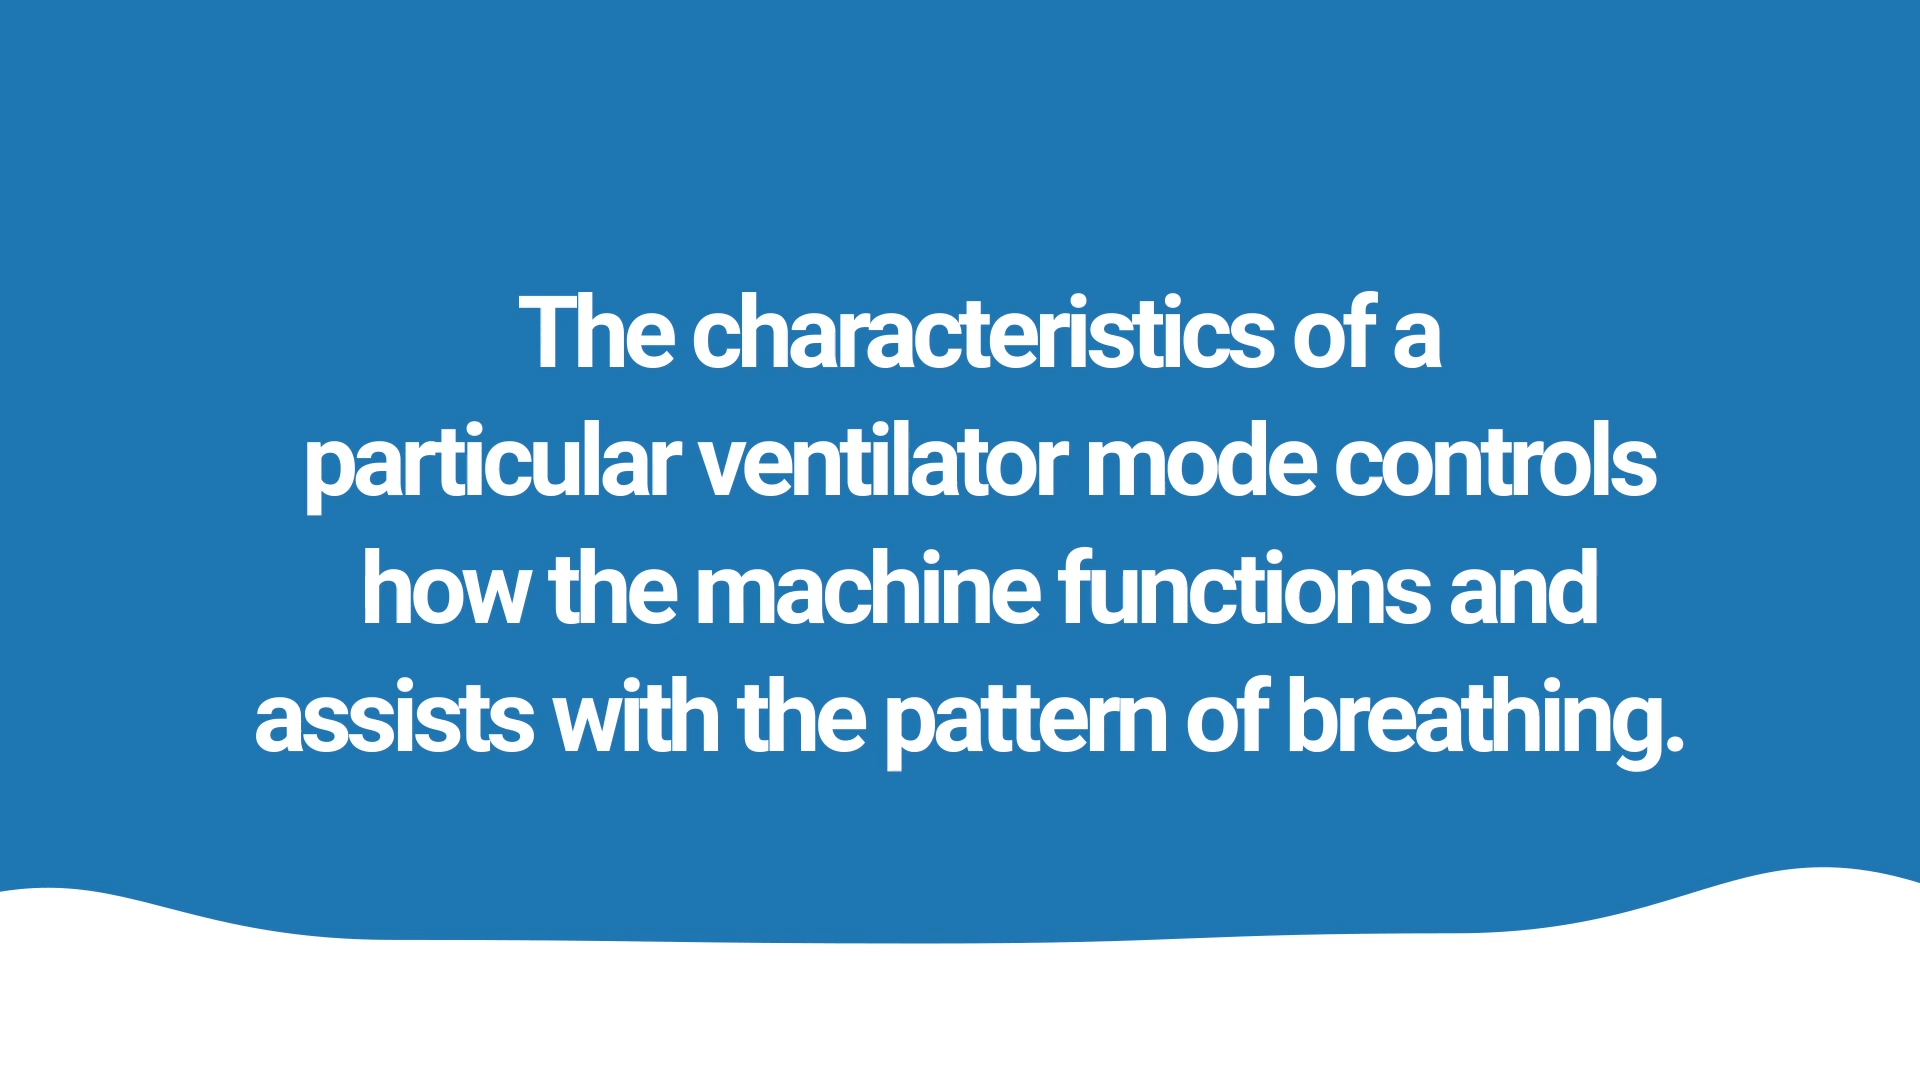 The characteristics of a
particular ventilator mode controls
how the machine functions and
assists with the pattern of breathing.